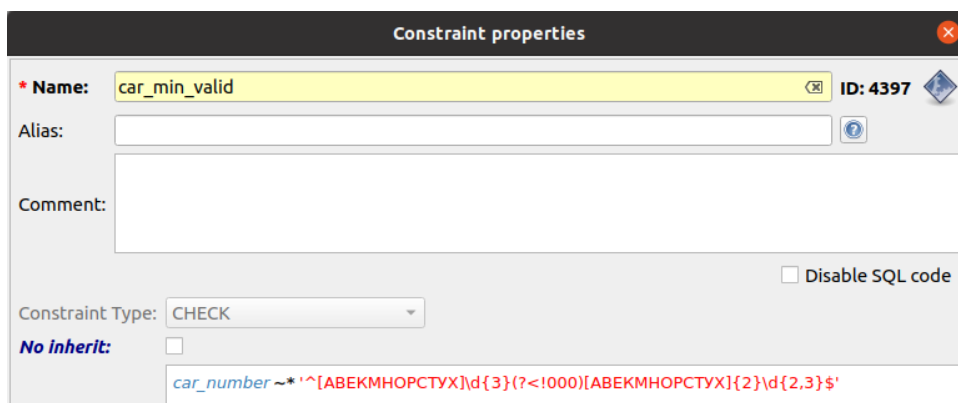 Constraint properties
* Name: car_min_valid ID: 4397
Alias:
Comment:
Disable SQL code
Constraint Type: CHECK
No inherit:
car_number ~* '^[АВЕКМНОРСТУХ]\d{3}(?<!000)[АВЕКМНОРСТУХ]{2}\d{2,3}$'